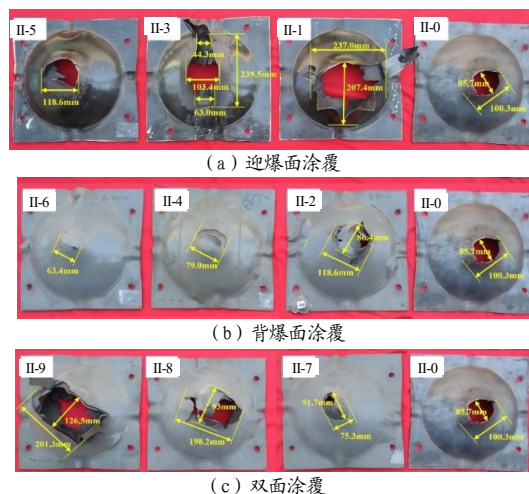 II-5
II-3
II-1
II-0
118.6mm
44.3mm
239.5mm
103.4mm
63.0mm
237.0mm
207.4mm
85.7mm
100.3mm
(a)迎爆面涂覆
II-6
II-4
II-2
II-0
63.4mm
79.0mm
86.4mm
118.6mm
85.7mm
100.3mm
(b)背爆面涂覆
II-9
II-8
II-7
II-0
126.5mm
201.3mm
93mm
198.2mm
91.7mm
75.3mm
85.7mm
100.3mm
(c)双面涂覆